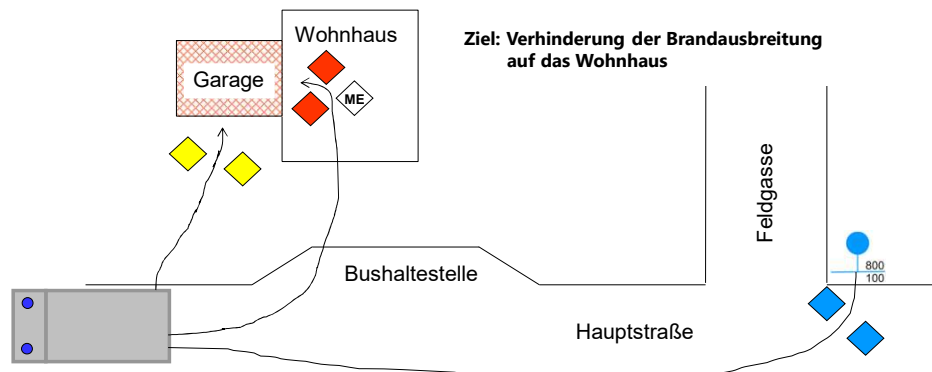 Ziel: Verhinderung der Brandausbreitung
auf das Wohnhaus
Wohnhaus
Garage
ME
Feldgasse
800
100
Bushaltestelle
Hauptstraße